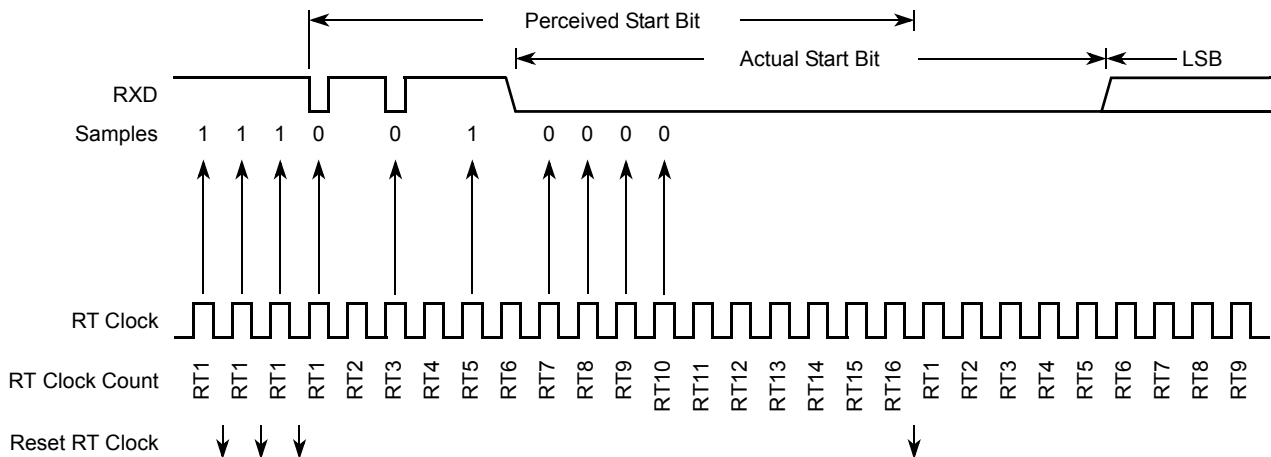 Perceived Start Bit
Actual Start Bit LSB
RXD
Samples 1 1 1 0 0 1 0 0 0 0
RT Clock
RT Clock Count RT1 RT1 RT1 RT1 RT2 RT3 RT4 RT5 RT6 RT7 RT8 RT9 RT10 RT11 RT12 RT13 RT14 RT15 RT16 RT1 RT2 RT3 RT4 RT5 RT6 RT7 RT8 RT9
Reset RT Clock